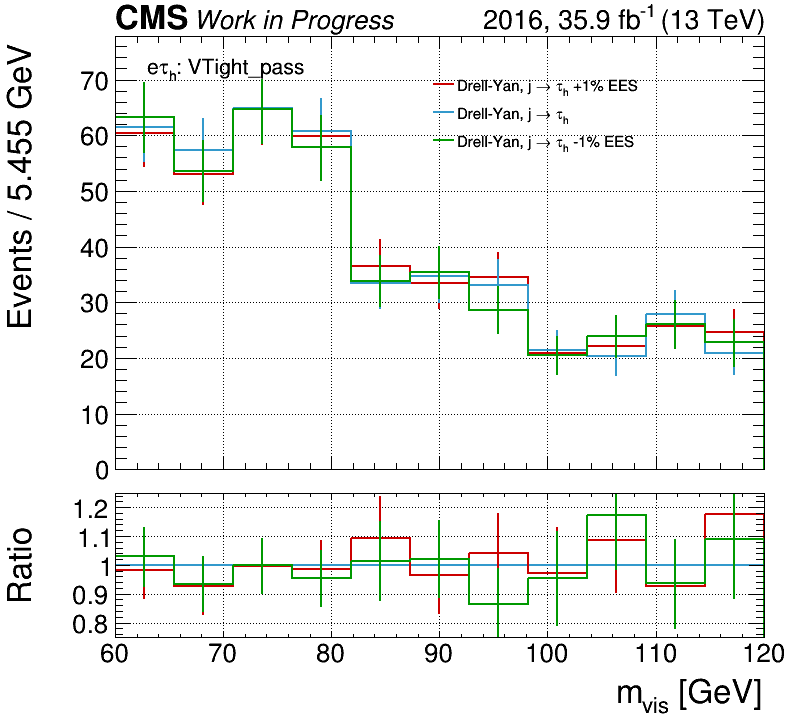 CMS Work in Progress 2016, 35.9 fb⁻¹ (13 TeV)
eτₕ: VTight_pass
Drell-Yan, j → τₕ +1% EES
Drell-Yan, j → τₕ
Drell-Yan, j → τₕ -1% EES
Events / 5.455 GeV
70
60
50
40
30
20
10
0
Ratio
1.2
1.1
1
0.9
0.8
60 70 80 90 100 110 120
m_vis [GeV]